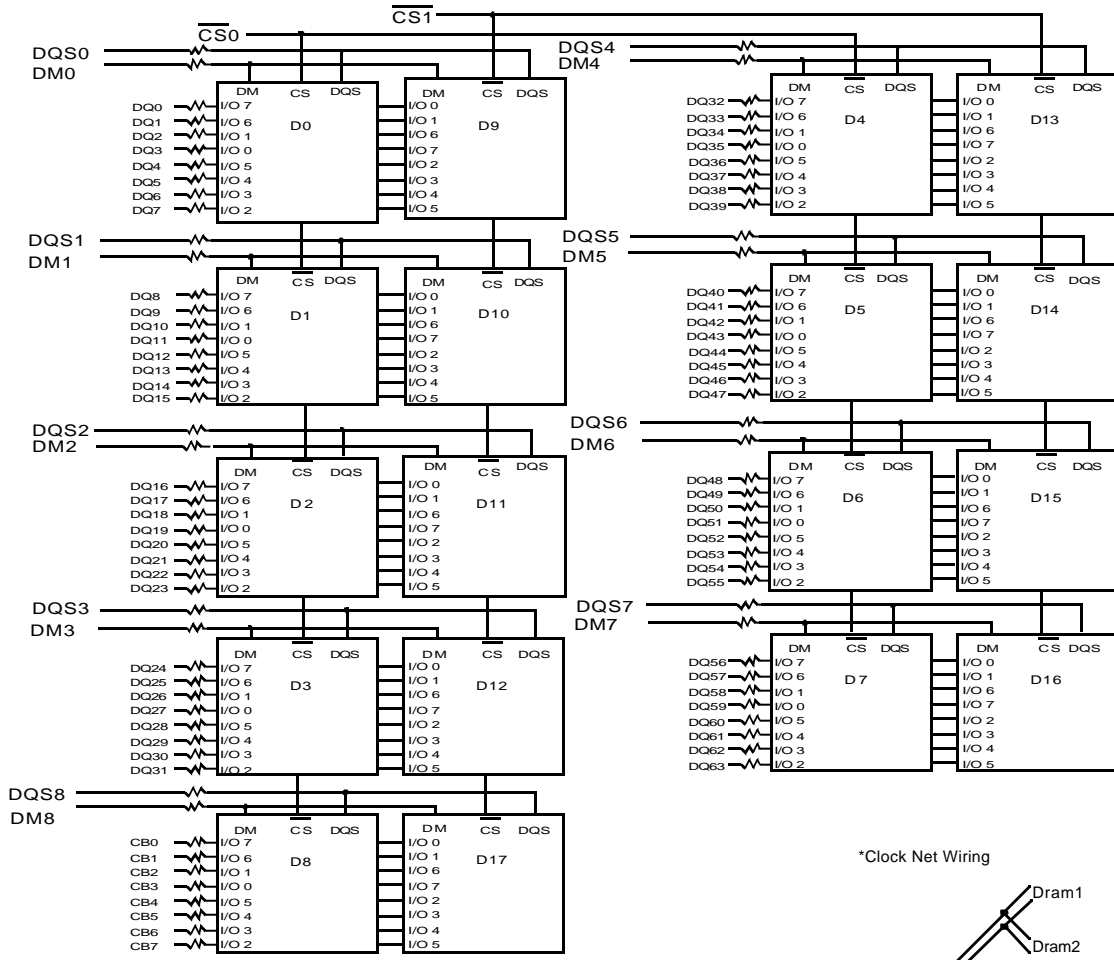 CS1
CS0
DQS0
DM0
DM CS DQS DM CS DQS
DQ0 I/O 7 I/O 0
DQ1 I/O 6 D0 I/O 1 D9
DQ2 I/O 1 I/O 6
DQ3 I/O 0 I/O 7
DQ4 I/O 5 I/O 2
DQ5 I/O 4 I/O 3
DQ6 I/O 3 I/O 4
DQ7 I/O 2 I/O 5
DQS1
DM1
DM CS DQS DM CS DQS
DQ8 I/O 7 I/O 0
DQ9 I/O 6 D1 I/O 1 D10
DQ10 I/O 1 I/O 6
DQ11 I/O 0 I/O 7
DQ12 I/O 5 I/O 2
DQ13 I/O 4 I/O 3
DQ14 I/O 3 I/O 4
DQ15 I/O 2 I/O 5
DQS2
DM2
DM CS DQS DM CS DQS
DQ16 I/O 7 I/O 0
DQ17 I/O 6 D2 I/O 1 D11
DQ18 I/O 1 I/O 6
DQ19 I/O 0 I/O 7
DQ20 I/O 5 I/O 2
DQ21 I/O 4 I/O 3
DQ22 I/O 3 I/O 4
DQ23 I/O 2 I/O 5
DQS3
DM3
DM CS DQS DM CS DQS
DQ24 I/O 7 I/O 0
DQ25 I/O 6 D3 I/O 1 D12
DQ26 I/O 1 I/O 6
DQ27 I/O 0 I/O 7
DQ28 I/O 5 I/O 2
DQ29 I/O 4 I/O 3
DQ30 I/O 3 I/O 4
DQ31 I/O 2 I/O 5
DQS8
DM8
DM CS DQS DM CS DQS
CB0 I/O 7 I/O 0
CB1 I/O 6 D8 I/O 1 D17
CB2 I/O 1 I/O 6
CB3 I/O 0 I/O 7
CB4 I/O 5 I/O 2
CB5 I/O 4 I/O 3
CB6 I/O 3 I/O 4
CB7 I/O 2 I/O 5
DQS4
DM4
DM CS DQS DM CS DQS
DQ32 I/O 7 I/O 0
DQ33 I/O 6 D4 I/O 1 D13
DQ34 I/O 1 I/O 6
DQ35 I/O 0 I/O 7
DQ36 I/O 5 I/O 2
DQ37 I/O 4 I/O 3
DQ38 I/O 3 I/O 4
DQ39 I/O 2 I/O 5
DQS5
DM5
DM CS DQS DM CS DQS
DQ40 I/O 7 I/O 0
DQ41 I/O 6 D5 I/O 1 D14
DQ42 I/O 1 I/O 6
DQ43 I/O 0 I/O 7
DQ44 I/O 5 I/O 2
DQ45 I/O 4 I/O 3
DQ46 I/O 3 I/O 4
DQ47 I/O 2 I/O 5
DQS6
DM6
DM CS DQS DM CS DQS
DQ48 I/O 7 I/O 0
DQ49 I/O 6 D6 I/O 1 D15
DQ50 I/O 1 I/O 6
DQ51 I/O 0 I/O 7
DQ52 I/O 5 I/O 2
DQ53 I/O 4 I/O 3
DQ54 I/O 3 I/O 4
DQ55 I/O 2 I/O 5
DQS7
DM7
DM CS DQS DM CS DQS
DQ56 I/O 7 I/O 0
DQ57 I/O 6 D7 I/O 1 D16
DQ58 I/O 1 I/O 6
DQ59 I/O 0 I/O 7
DQ60 I/O 5 I/O 2
DQ61 I/O 4 I/O 3
DQ62 I/O 3 I/O 4
DQ63 I/O 2 I/O 5
*Clock Net Wiring
Dram1
Dram2